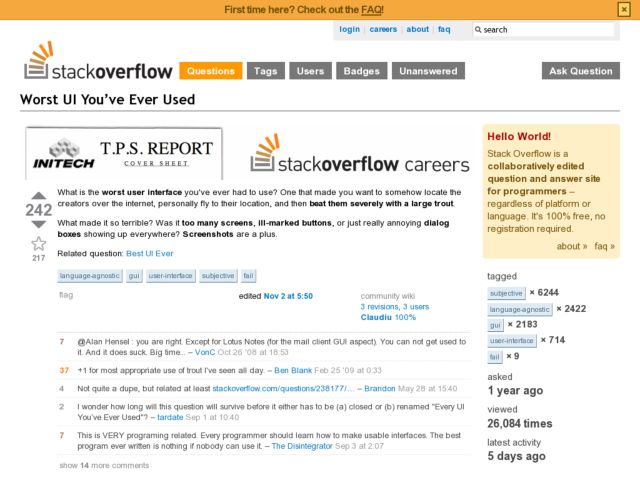 First time here? Check out the FAQ!
×
login | careers | about | faq
search
stackoverflow
Questions Tags Users Badges Unanswered Ask Question
Worst UI You've Ever Used
INITECH
T.P.S. REPORT
COVER SHEET
stackoverflow careers
242
217
What is the worst user interface you've ever had to use? One that made you want to somehow locate the
creators over the internet, personally fly to their location, and then beat them severely with a large trout.
What made it so terrible? Was it too many screens, ill-marked buttons, or just really annoying dialog
boxes showing up everywhere? Screenshots are a plus.
Related question: Best UI Ever
language-agnostic gui user-interface subjective fail
flag
edited Nov 2 at 5:50
community wiki
3 revisions, 3 users
Claudiu 100%
7 @Alan Hensel : you are right. Except for Lotus Notes (for the mail client GUI aspect). You can not get used to
it. And it does suck. Big time... – VonC Oct 26 '08 at 18:53
37 +1 for most appropriate use of trout I've seen all day. – Ben Blank Feb 25 '09 at 0:33
4 Not quite a dupe, but related at least stackoverflow.com/questions/238177/… – Brandon May 28 at 15:40
2 I wonder how long this question will survive before it either has to be (a) closed or (b) renamed "Every UI
You've Ever Used"? – tardate Sep 1 at 10:40
7 This is VERY programing related. Every programmer should learn how to make usable interfaces. The best
program ever written is nothing if nobody can use it. – The Disintegrator Sep 3 at 2:07
show 14 more comments
Hello World!
Stack Overflow is a
collaboratively edited
question and answer site
for programmers –
regardless of platform or
language. It's 100% free, no
registration required.
about » faq »
tagged
subjective × 6244
language-agnostic × 2422
gui × 2183
user-interface × 714
fail × 9
asked
1 year ago
viewed
26,084 times
latest activity
5 days ago